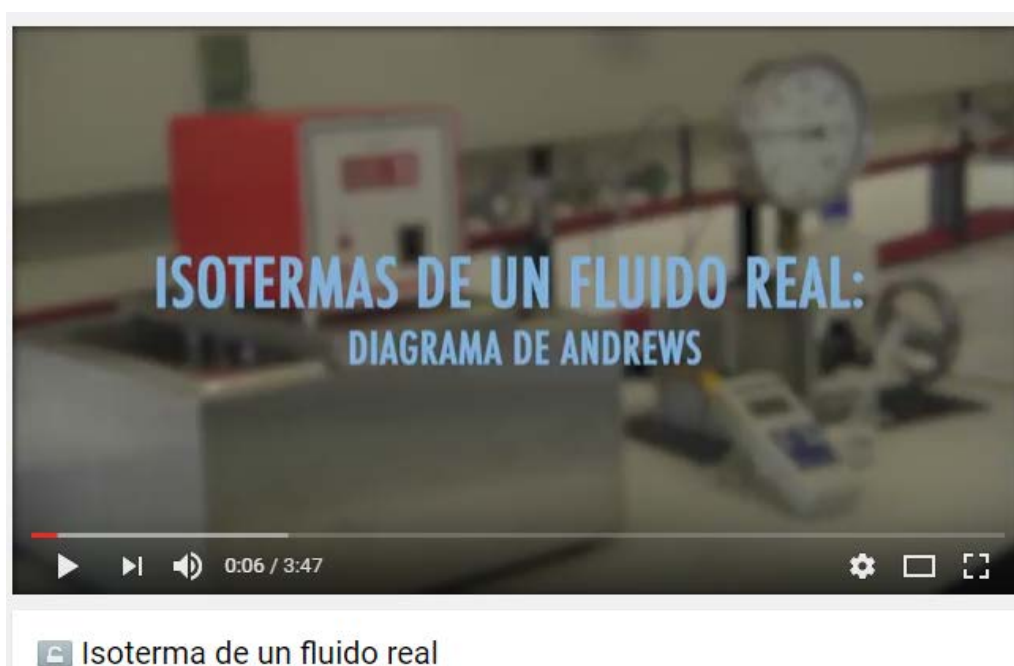 ISOTERMAS DE UN FLUIDO REAL:
DIAGRAMA DE ANDREWS
0:06 / 3:47
Isoterma de un fluido real